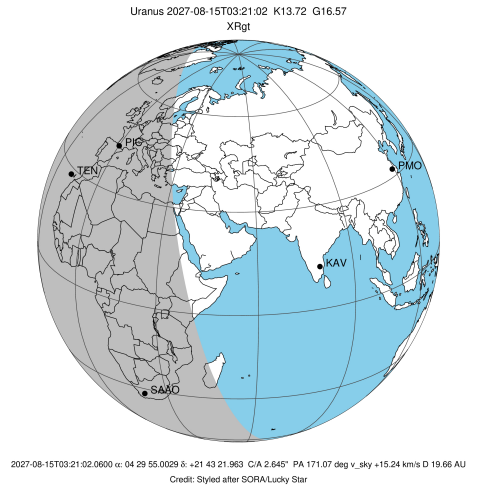 Uranus 2027-08-15T03:21:02 K13.72 G16.57
XRgt
PIC
TEN
PMO
KAV
SAAO
2027-08-15T03:21:02.0600 α: 04 29 55.0029 δ: +21 43 21.963 C/A 2.645" PA 171.07 deg v_sky +15.24 km/s D 19.66 AU
Credit: Styled after SORA/Lucky Star